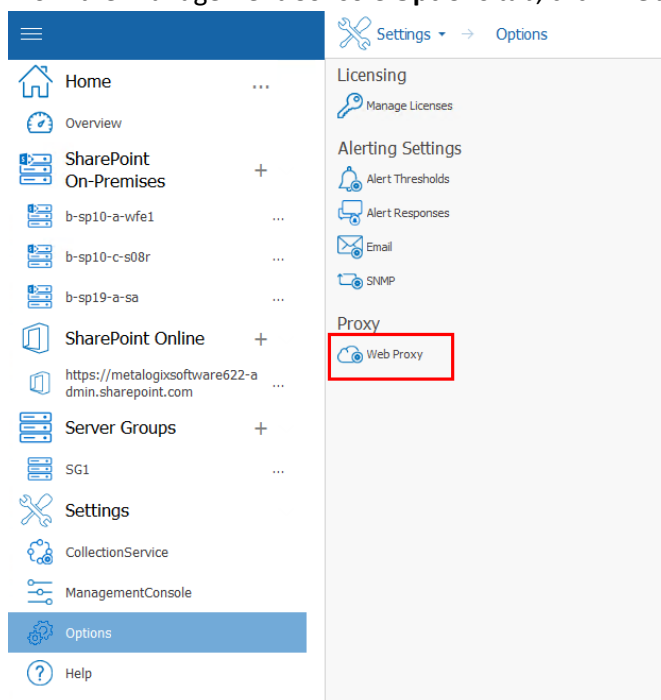 Settings → Options
Home ...
Overview
SharePoint
On-Premises +
b-sp10-a-wfe1 ...
b-sp10-c-s08r ...
b-sp19-a-sa ...
SharePoint Online +
https://metalogixsoftware622-a
dmin.sharepoint.com ...
Server Groups +
SG1 ...
Settings
CollectionService
ManagementConsole
Options
Help
Licensing
Manage Licenses
Alerting Settings
Alert Thresholds
Alert Responses
Email
SNMP
Proxy
Web Proxy